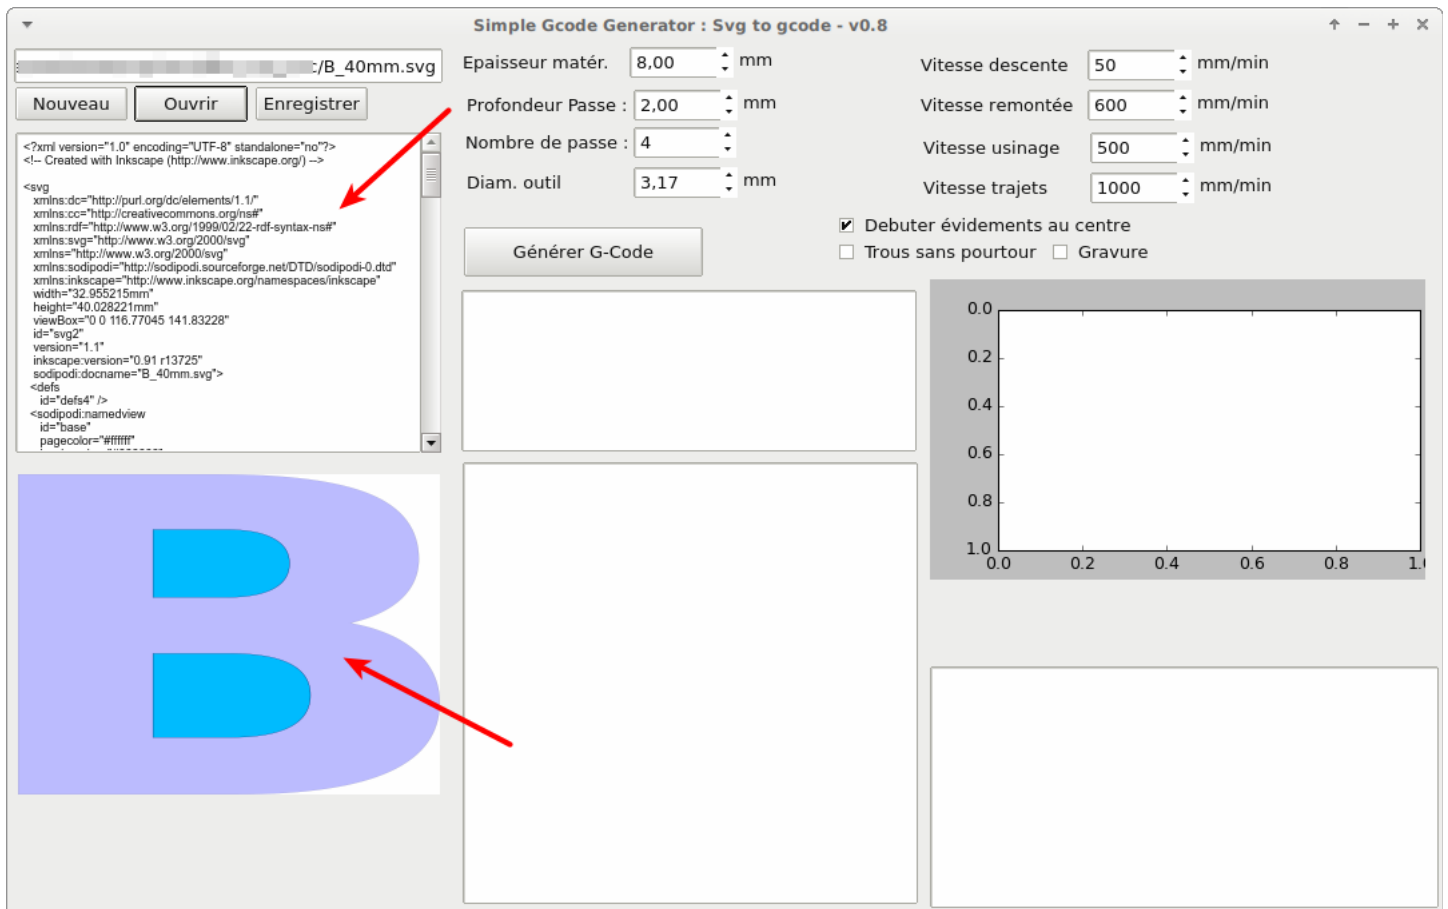 Simple Gcode Generator : Svg to gcode - v0.8
c/B_40mm.svg
Nouveau
Ouvrir
Enregistrer
<?xml version="1.0" encoding="UTF-8" standalone="no"?>
<!-- Created with Inkscape (http://www.inkscape.org/) -->
<svg
xmlns:dc="http://purl.org/dc/elements/1.1/"
xmlns:cc="http://creativecommons.org/ns#"
xmlns:rdf="http://www.w3.org/1999/02/22-rdf-syntax-ns#"
xmlns:svg="http://www.w3.org/2000/svg"
xmlns="http://www.w3.org/2000/svg"
xmlns:sodipodi="http://sodipodi.sourceforge.net/DTD/sodipodi-0.dtd"
xmlns:inkscape="http://www.inkscape.org/namespaces/inkscape"
width="32.955215mm"
height="40.028221mm"
viewBox="0 0 116.77045 141.83228"
id="svg2"
version="1.1"
inkscape:version="0.91 r13725"
sodipodi:docname="B_40mm.svg">
<defs
id="defs4" />
<sodipodi:namedview
id="base"
pagecolor="#ffffff"
B
Epaisseur matér. 8,00 mm
Profondeur Passe : 2,00 mm
Nombre de passe : 4
Diam. outil 3,17 mm
Générer G-Code
Vitesse descente 50 mm/min
Vitesse remontée 600 mm/min
Vitesse usinage 500 mm/min
Vitesse trajets 1000 mm/min
Debuter évidements au centre
Trous sans pourtour Gravure
0.0
0.2
0.4
0.6
0.8
1.0
0.0 0.2 0.4 0.6 0.8